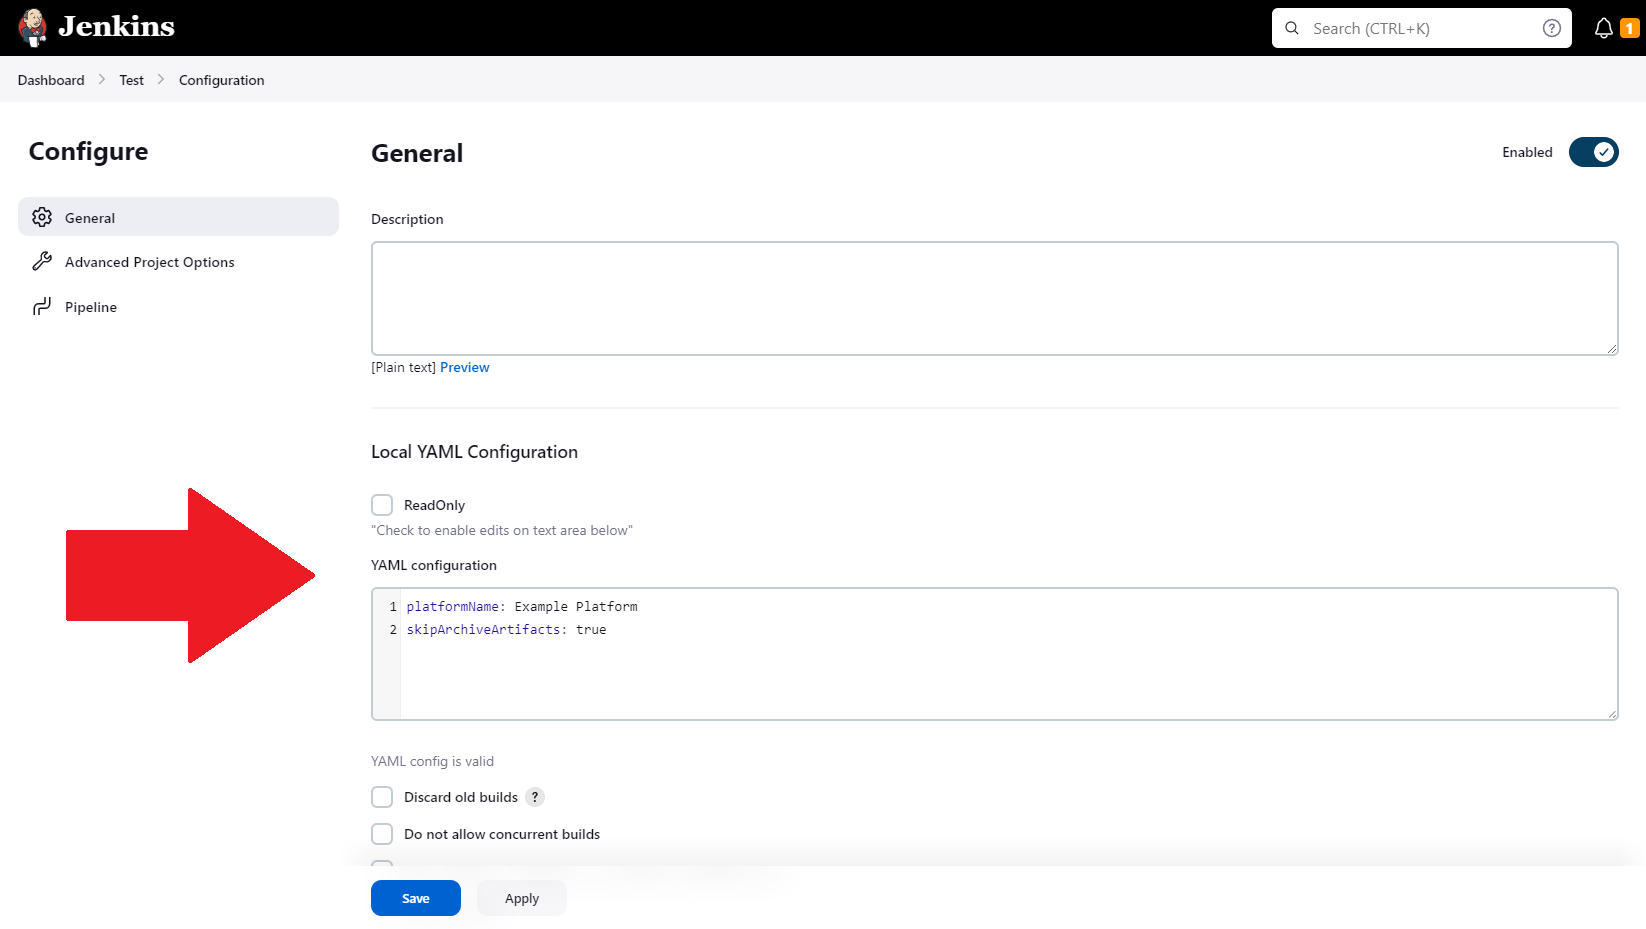 Jenkins
Search (CTRL+K)
?
1
Dashboard Test Configuration
Configure
General
Advanced Project Options
Pipeline
General
Enabled
Description
[Plain text] Preview
Local YAML Configuration
ReadOnly
"Check to enable edits on text area below"
YAML configuration
1 platformName: Example Platform
2 skipArchiveArtifacts: true
YAML config is valid
Discard old builds ?
Do not allow concurrent builds
Save Apply